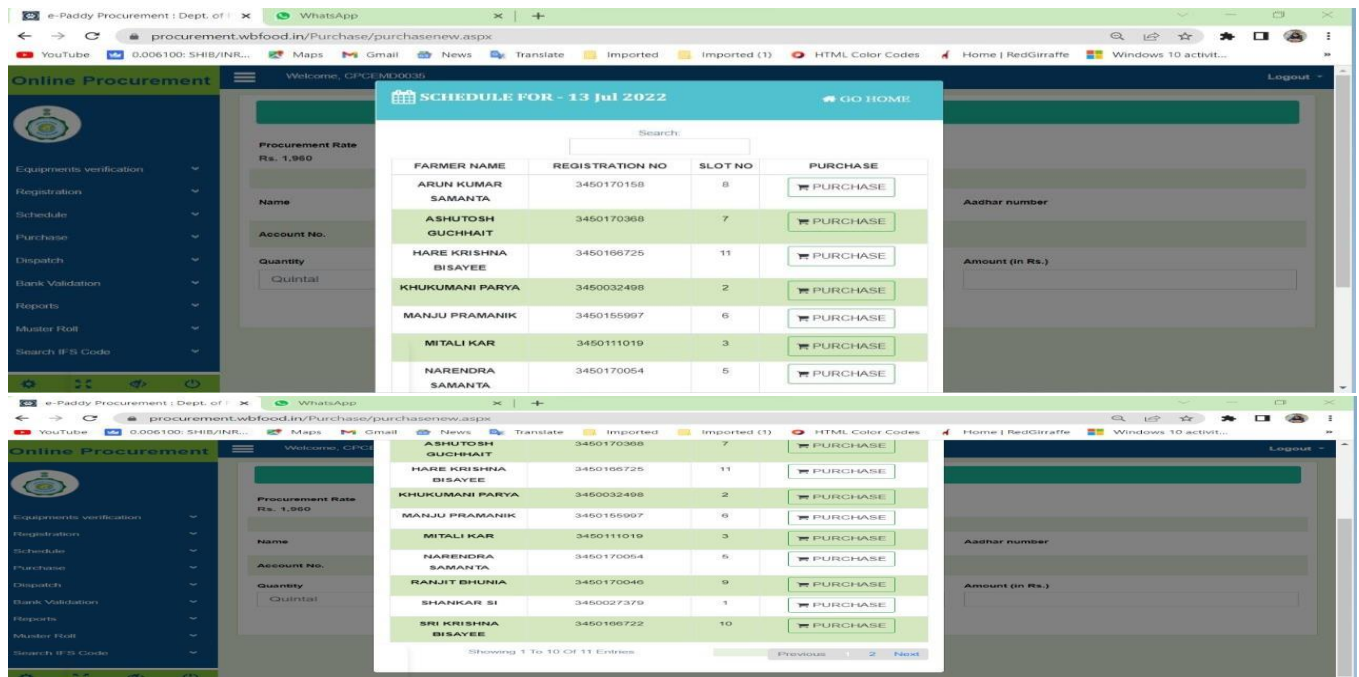 e-Paddy Procurement : Dept. of WhatsApp
procurement.wbfood.in/Purchase/purchasenew.aspx
YouTube 0.006100: SHIB/INR... Maps Gmail News Translate Imported Imported (1) HTML Color Codes Home | RedGirraffe Windows 10 activit...
Online Procurement Welcome, CPCEMD0035 Logout
SCHEDULE FOR - 13 Jul 2022 GO HOME
Search:
Procurement Rate
Rs. 1,960
FARMER NAME REGISTRATION NO SLOT NO PURCHASE
Equipments verification
ARUN KUMAR SAMANTA 3450170158 8 PURCHASE
Registration
Name Aadhar number
Schedule
ASHUTOSH GUCHHAIT 3450170368 7 PURCHASE
Purchase
Account No.
HARE KRISHNA BISAYEE 3450166725 11 PURCHASE
Dispatch
Quantity Amount (in Rs.)
Quintal
Bank Validation
KHUKUMANI PARYA 3450032498 2 PURCHASE
Reports
MANJU PRAMANIK 3450155997 6 PURCHASE
Muster Roll
MITALI KAR 3450111019 3 PURCHASE
Search IFS Code
NARENDRA SAMANTA 3450170054 5 PURCHASE
e-Paddy Procurement : Dept. of WhatsApp
procurement.wbfood.in/Purchase/purchasenew.aspx
YouTube 0.006100: SHIB/INR... Maps Gmail News Translate Imported Imported (1) HTML Color Codes Home | RedGirraffe Windows 10 activit...
Online Procurement Welcome, CPCE Logout
ASHUTOSH GUCHHAIT 3450170368 7 PURCHASE
HARE KRISHNA BISAYEE 3450166725 11 PURCHASE
Procurement Rate
Rs. 1,960
KHUKUMANI PARYA 3450032498 2 PURCHASE
Equipments verification
MANJU PRAMANIK 3450155997 6 PURCHASE
Registration
MITALI KAR 3450111019 3 PURCHASE
Name Aadhar number
Schedule
NARENDRA SAMANTA 3450170054 5 PURCHASE
Purchase
Account No.
RANJIT BHUNIA 3450170046 9 PURCHASE
Dispatch
Quantity Amount (in Rs.)
Quintal
Bank Validation
SHANKAR SI 3450027379 1 PURCHASE
Reports
SRI KRISHNA BISAYEE 3450166722 10 PURCHASE
Muster Roll
Search IFS Code
Showing 1 To 10 Of 11 Entries Previous 1 2 Next